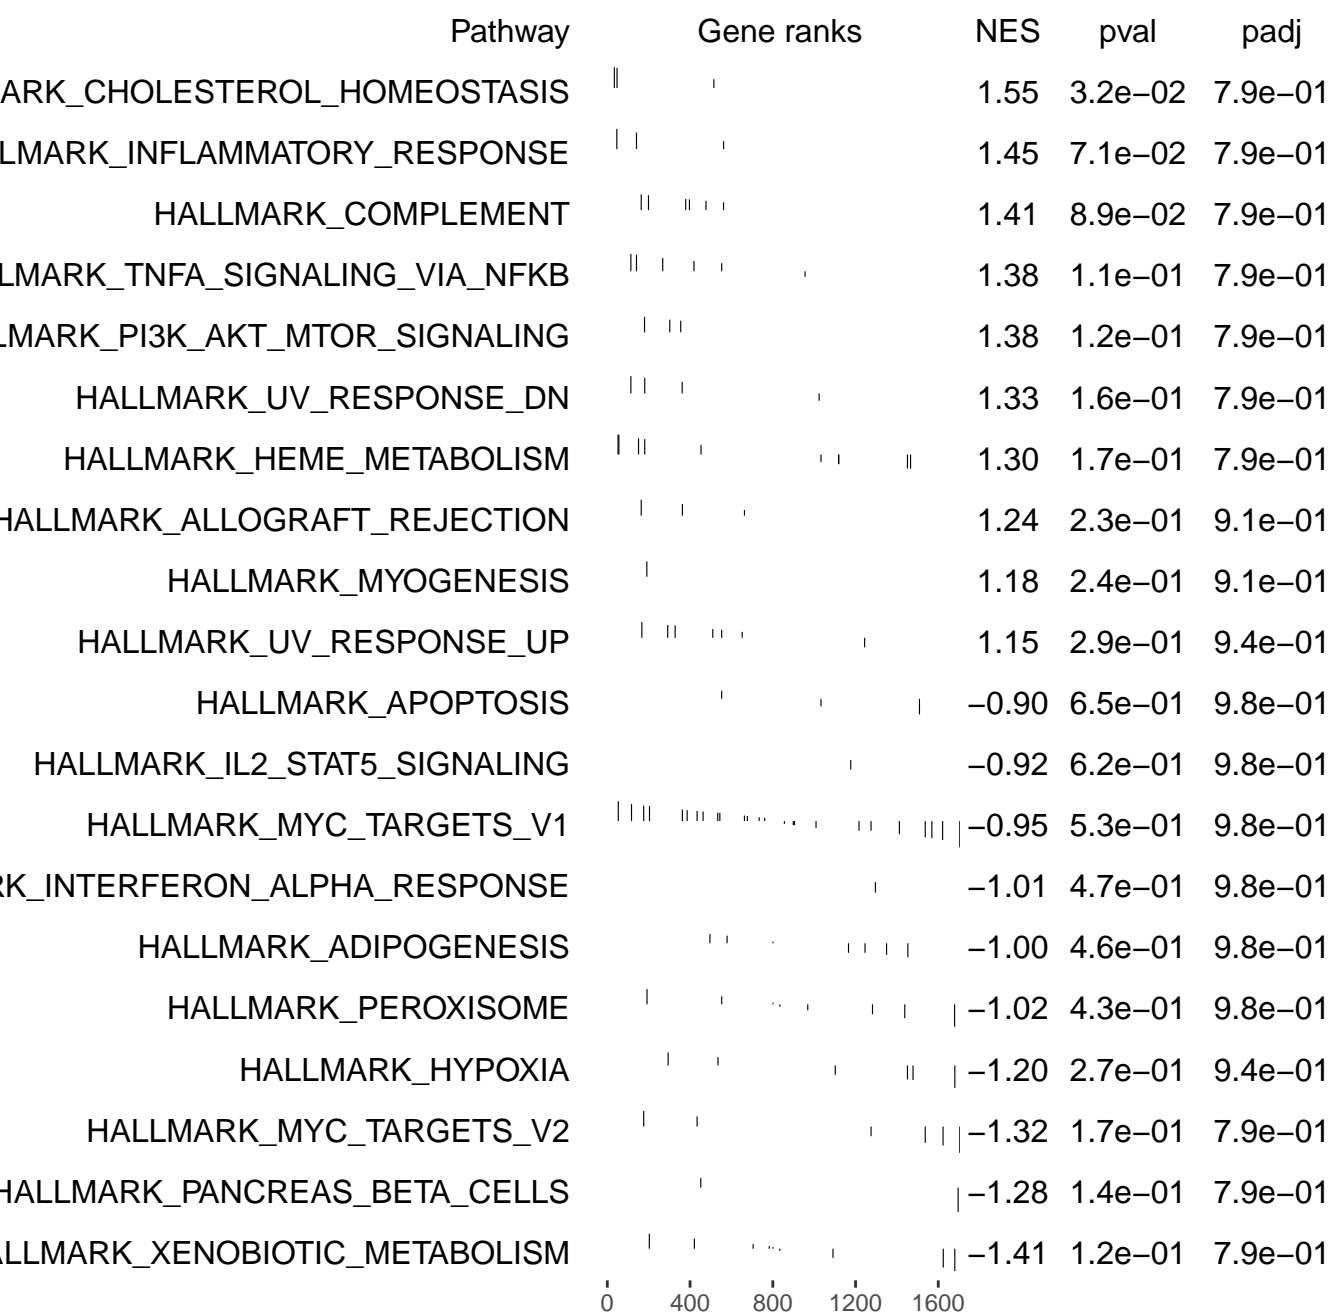 Pathway Gene ranks NES pval padj
ARK_CHOLESTEROL_HOMEOSTASIS 1.55 3.2e−02 7.9e−01
LMARK_INFLAMMATORY_RESPONSE 1.45 7.1e−02 7.9e−01
HALLMARK_COMPLEMENT 1.41 8.9e−02 7.9e−01
LMARK_TNFA_SIGNALING_VIA_NFKB 1.38 1.1e−01 7.9e−01
LMARK_PI3K_AKT_MTOR_SIGNALING 1.38 1.2e−01 7.9e−01
HALLMARK_UV_RESPONSE_DN 1.33 1.6e−01 7.9e−01
HALLMARK_HEME_METABOLISM 1.30 1.7e−01 7.9e−01
HALLMARK_ALLOGRAFT_REJECTION 1.24 2.3e−01 9.1e−01
HALLMARK_MYOGENESIS 1.18 2.4e−01 9.1e−01
HALLMARK_UV_RESPONSE_UP 1.15 2.9e−01 9.4e−01
HALLMARK_APOPTOSIS −0.90 6.5e−01 9.8e−01
HALLMARK_IL2_STAT5_SIGNALING −0.92 6.2e−01 9.8e−01
HALLMARK_MYC_TARGETS_V1 −0.95 5.3e−01 9.8e−01
RK_INTERFERON_ALPHA_RESPONSE −1.01 4.7e−01 9.8e−01
HALLMARK_ADIPOGENESIS −1.00 4.6e−01 9.8e−01
HALLMARK_PEROXISOME −1.02 4.3e−01 9.8e−01
HALLMARK_HYPOXIA −1.20 2.7e−01 9.4e−01
HALLMARK_MYC_TARGETS_V2 −1.32 1.7e−01 7.9e−01
HALLMARK_PANCREAS_BETA_CELLS −1.28 1.4e−01 7.9e−01
ALLMARK_XENOBIOTIC_METABOLISM −1.41 1.2e−01 7.9e−01
0 400 800 1200 1600